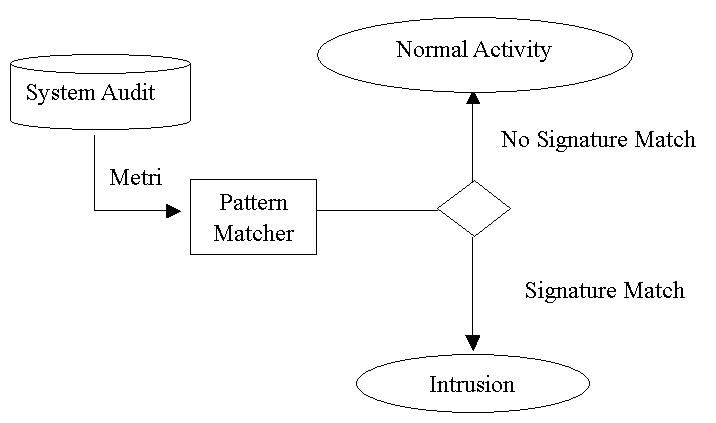 Normal Activity
System Audit
No Signature Match
Metri
Pattern
Matcher
Signature Match
Intrusion